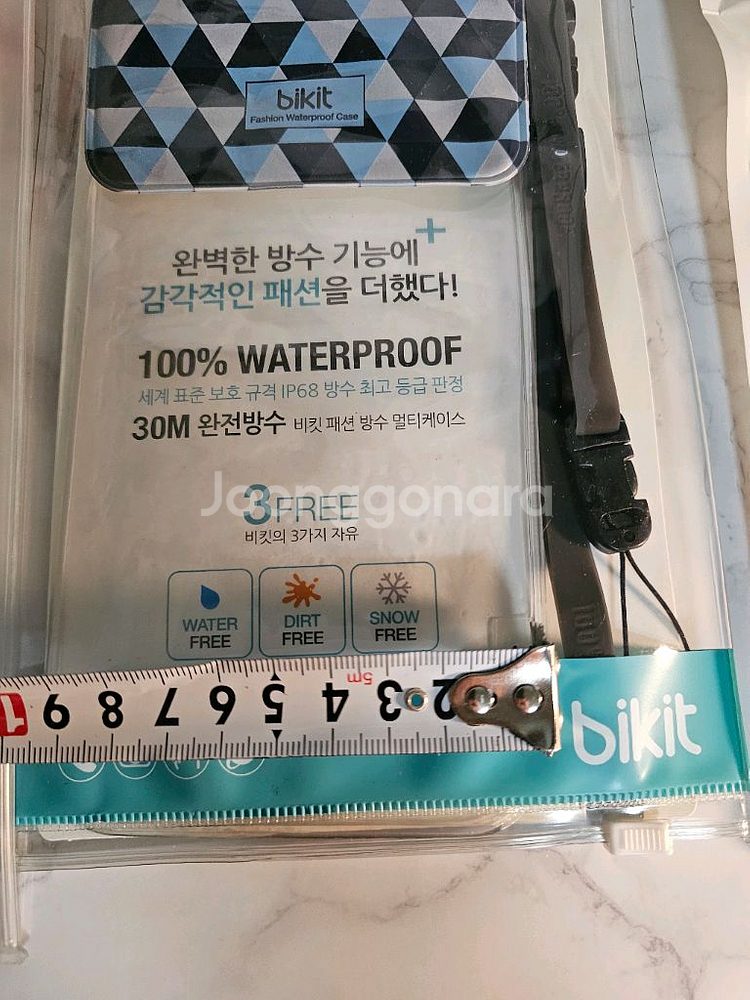 bikit
Fashion Waterproof Case
완벽한 방수 기능에
감각적인 패션을 더했다!
100% WATERPROOF
세계 표준 보호 규격 IP68 방수 최고 등급 판정
30M 완전방수 비킷 패션 방수 멀티케이스
Joonggonara
3 FREE
비킷의 3가지 자유
WATER FREE
DIRT FREE
SNOW FREE
5m
2 3 4 5 6 7 8 9 1
bikit